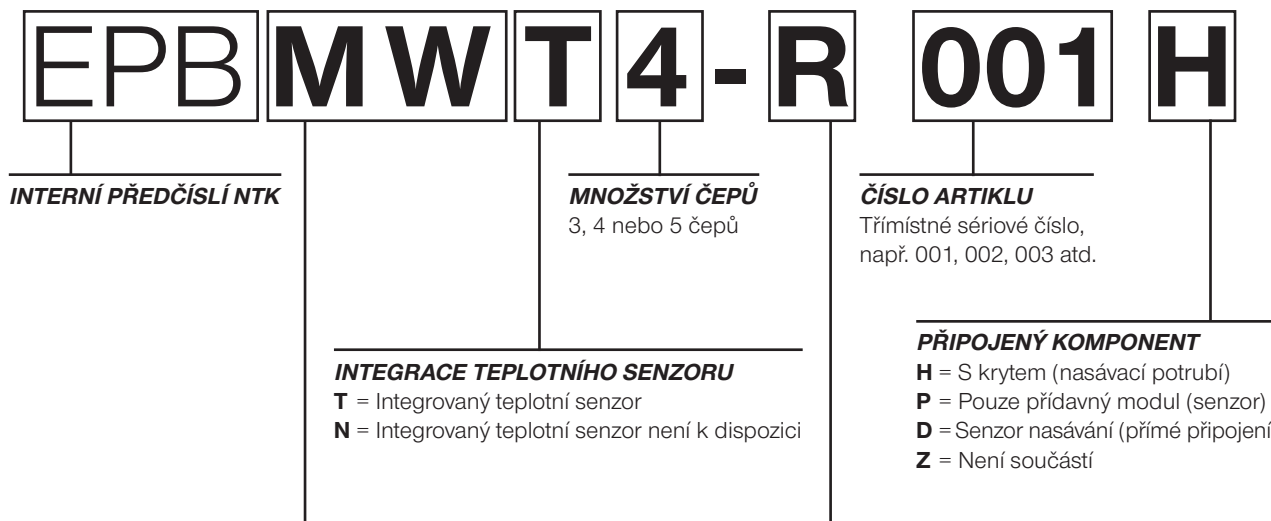 EPB MW T 4 - R 001 H
INTERNÍ PŘEDČÍSLÍ NTK
MNOŽSTVÍ ČEPŮ
3, 4 nebo 5 čepů
ČÍSLO ARTIKLU
Třímístné sériové číslo,
např. 001, 002, 003 atd.
INTEGRACE TEPLOTNÍHO SENZORU
T = Integrovaný teplotní senzor
N = Integrovaný teplotní senzor není k dispozici
PŘIPOJENÝ KOMPONENT
H = S krytem (nasávací potrubí)
P = Pouze přídavný modul (senzor)
D = Senzor nasávání (přímé připojení
Z = Není součástí